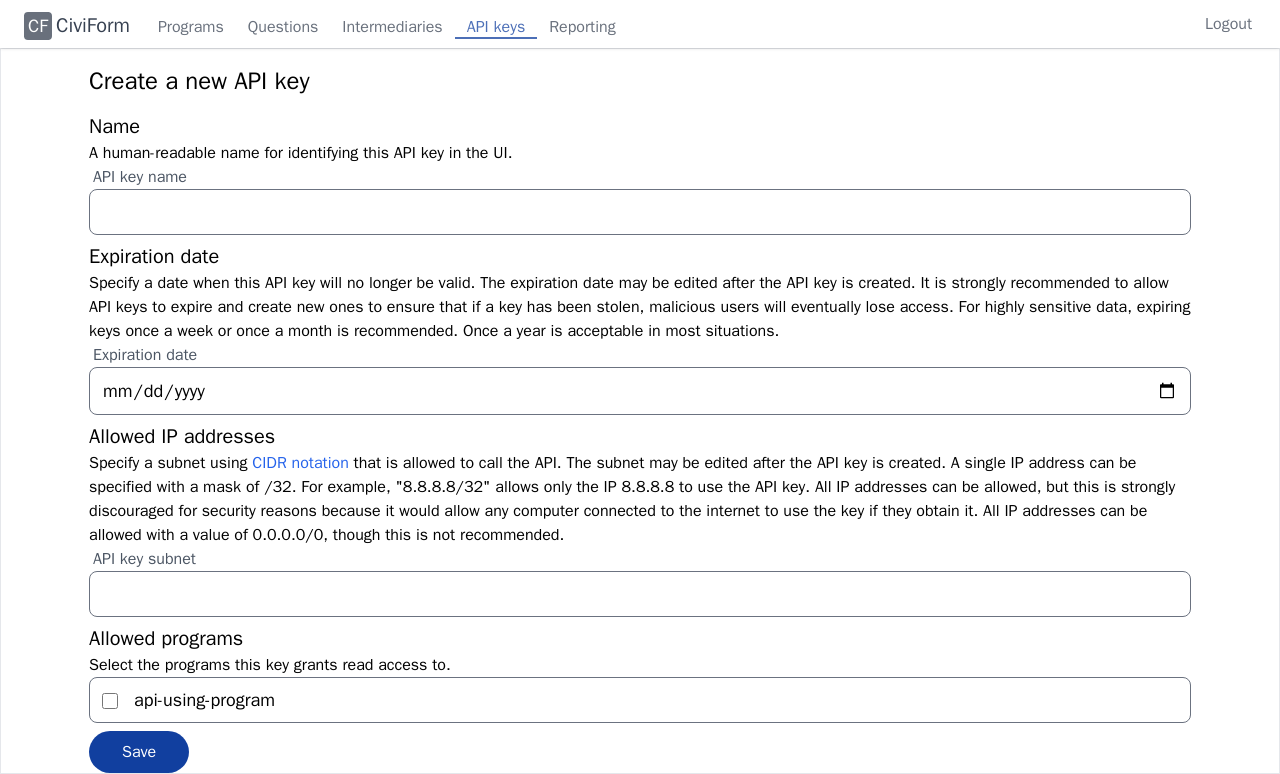 CF CiviForm Programs Questions Intermediaries API keys Reporting Logout
Create a new API key
Name
A human-readable name for identifying this API key in the UI.
API key name
Expiration date
Specify a date when this API key will no longer be valid. The expiration date may be edited after the API key is created. It is strongly recommended to allow
API keys to expire and create new ones to ensure that if a key has been stolen, malicious users will eventually lose access. For highly sensitive data, expiring
keys once a week or once a month is recommended. Once a year is acceptable in most situations.
Expiration date
mm/dd/yyyy
Allowed IP addresses
Specify a subnet using CIDR notation that is allowed to call the API. The subnet may be edited after the API key is created. A single IP address can be
specified with a mask of /32. For example, "8.8.8.8/32" allows only the IP 8.8.8.8 to use the API key. All IP addresses can be allowed, but this is strongly
discouraged for security reasons because it would allow any computer connected to the internet to use the key if they obtain it. All IP addresses can be
allowed with a value of 0.0.0.0/0, though this is not recommended.
API key subnet
Allowed programs
Select the programs this key grants read access to.
api-using-program
Save